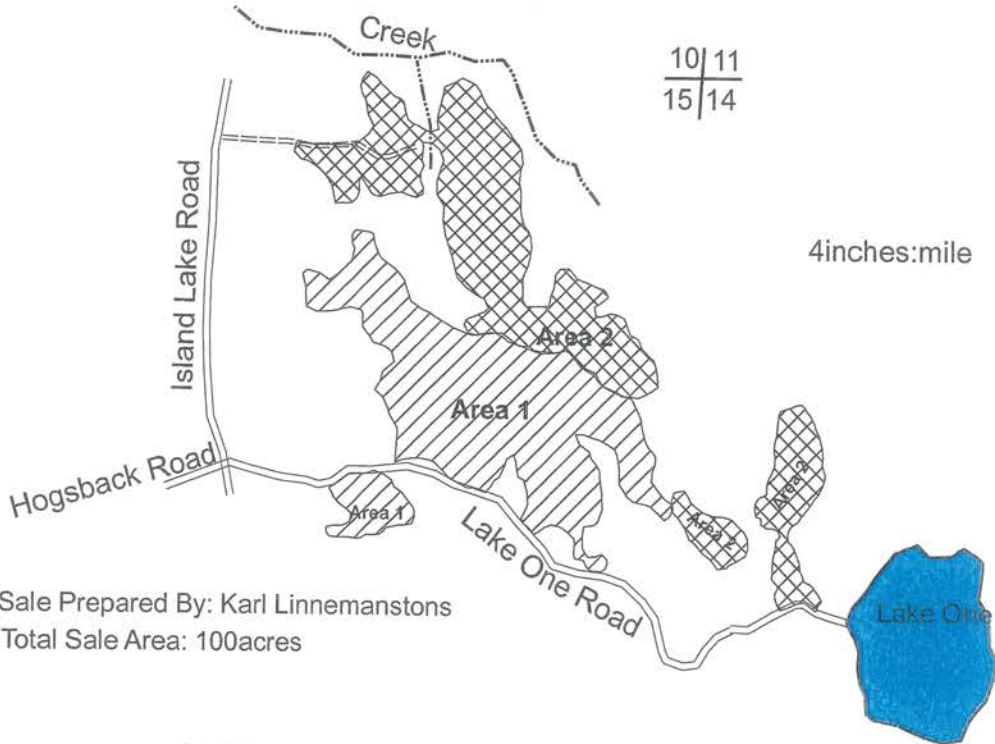 Creek
10 11
15 14
Island Lake Road
4inches:mile
Area 2
Area 1
Area 2
Hogsback Road
Area 1
Area 2
Lake One Road
Sale Prepared By: Karl Linnemanstons
Total Sale Area: 100acres
Lake One